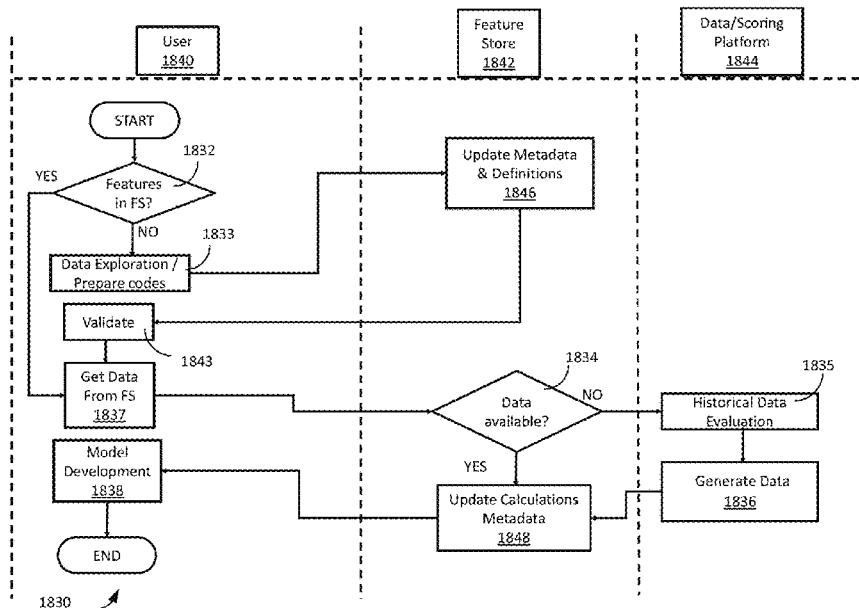 User
1840
Feature
Store
1842
Data/Scoring
Platform
1844
START
1832
YES
Features
in FS?
NO
1833
Data Exploration /
Prepare codes
Update Metadata
& Definitions
1846
Validate
1843
Get Data
From FS
1837
1834
Data
available?
NO
1835
Historical Data
Evaluation
YES
Generate Data
1836
Model
Development
1838
Update Calculations
Metadata
1848
END
1830